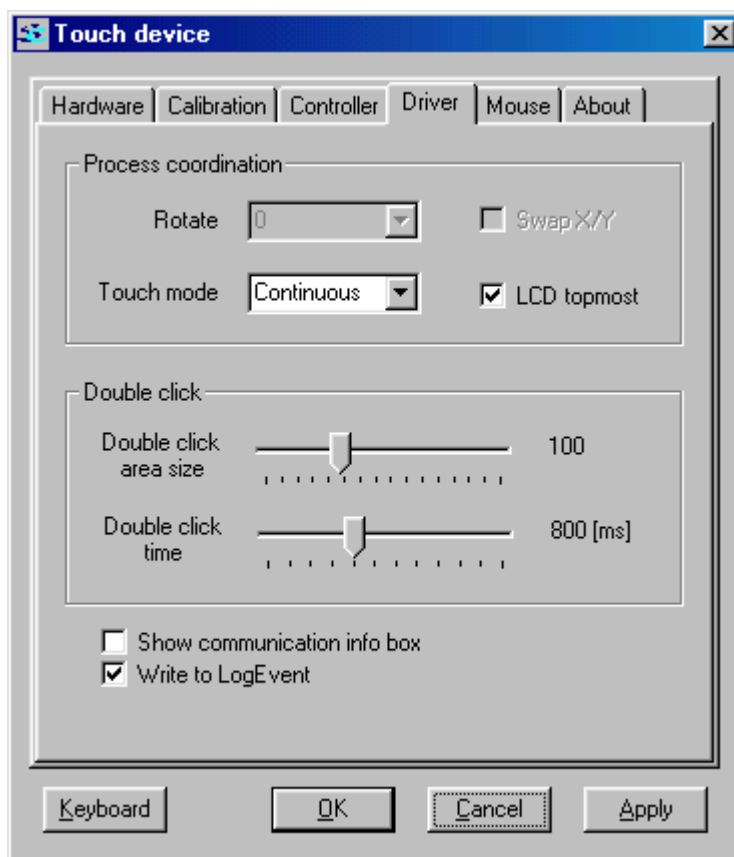 Touch device
Hardware Calibration Controller Driver Mouse About
Process coordination
Rotate 0 Swap X/Y
Touch mode Continuous LCD topmost
Double click
Double click area size 100
Double click time 800 [ms]
Show communication info box
Write to LogEvent
Keyboard OK Cancel Apply